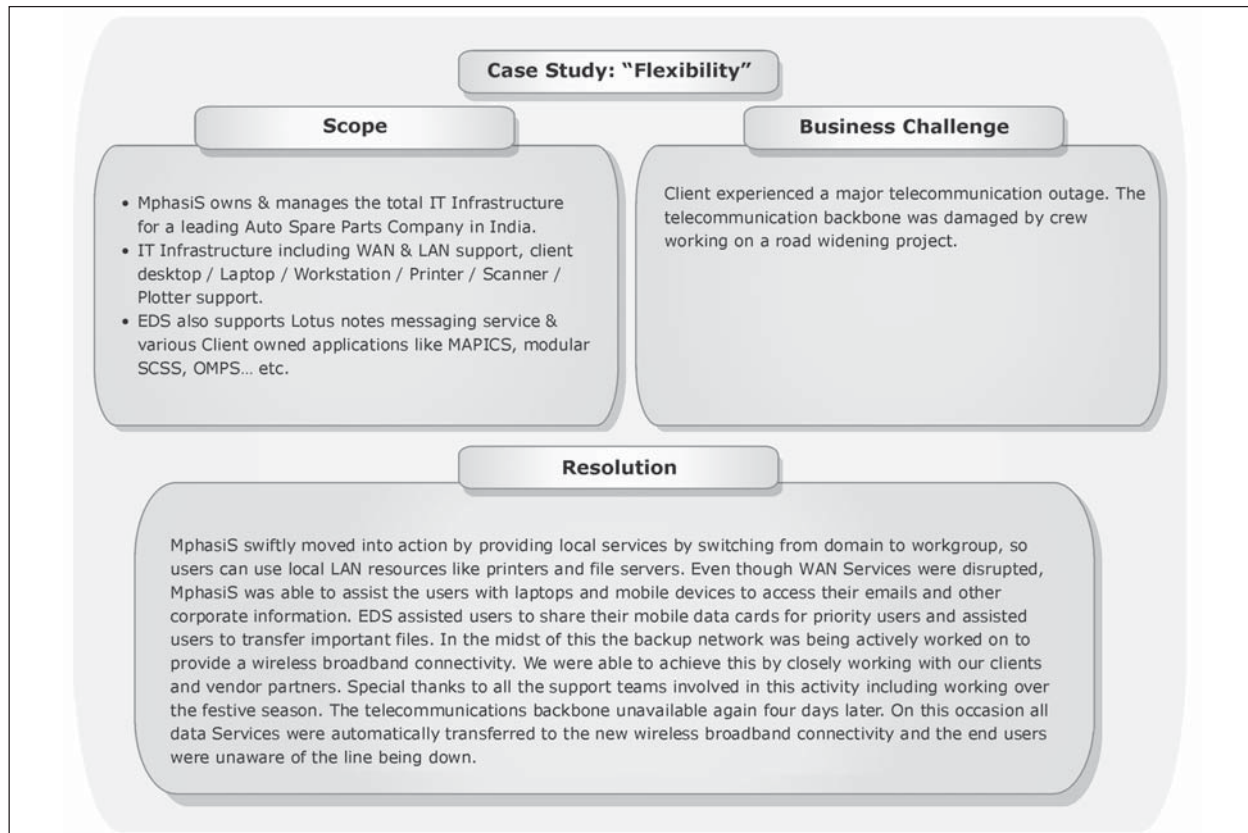 Case Study: “Flexibility”
Scope
• MphasiS owns & manages the total IT Infrastructure
for a leading Auto Spare Parts Company in India.
• IT Infrastructure including WAN & LAN support, client
desktop / Laptop / Workstation / Printer / Scanner /
Plotter support.
• EDS also supports Lotus notes messaging service &
various Client owned applications like MAPICS, modular
SCSS, OMPS… etc.
Business Challenge
Client experienced a major telecommunication outage. The
telecommunication backbone was damaged by crew
working on a road widening project.
Resolution
MphasiS swiftly moved into action by providing local services by switching from domain to workgroup, so
users can use local LAN resources like printers and file servers. Even though WAN Services were disrupted,
MphasiS was able to assist the users with laptops and mobile devices to access their emails and other
corporate information. EDS assisted users to share their mobile data cards for priority users and assisted
users to transfer important files. In the midst of this the backup network was being actively worked on to
provide a wireless broadband connectivity. We were able to achieve this by closely working with our clients
and vendor partners. Special thanks to all the support teams involved in this activity including working over
the festive season. The telecommunications backbone unavailable again four days later. On this occasion all
data Services were automatically transferred to the new wireless broadband connectivity and the end users
were unaware of the line being down.